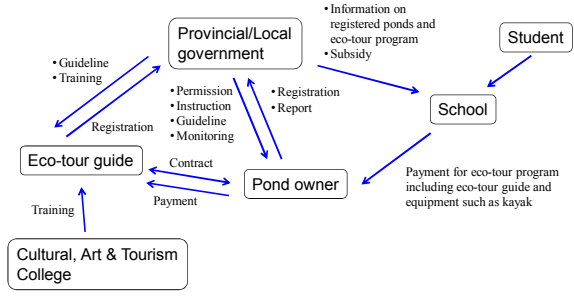 • Information on
registered ponds and
eco-tour program
• Subsidy
Provincial/Local
government
Student
• Guideline
• Training
• Permission
• Instruction
• Guideline
• Monitoring
• Registration
• Report
School
Registration
Eco-tour guide
Contract
Pond owner
Payment
Payment for eco-tour program
including eco-tour guide and
equipment such as kayak
Training
Cultural, Art & Tourism
College